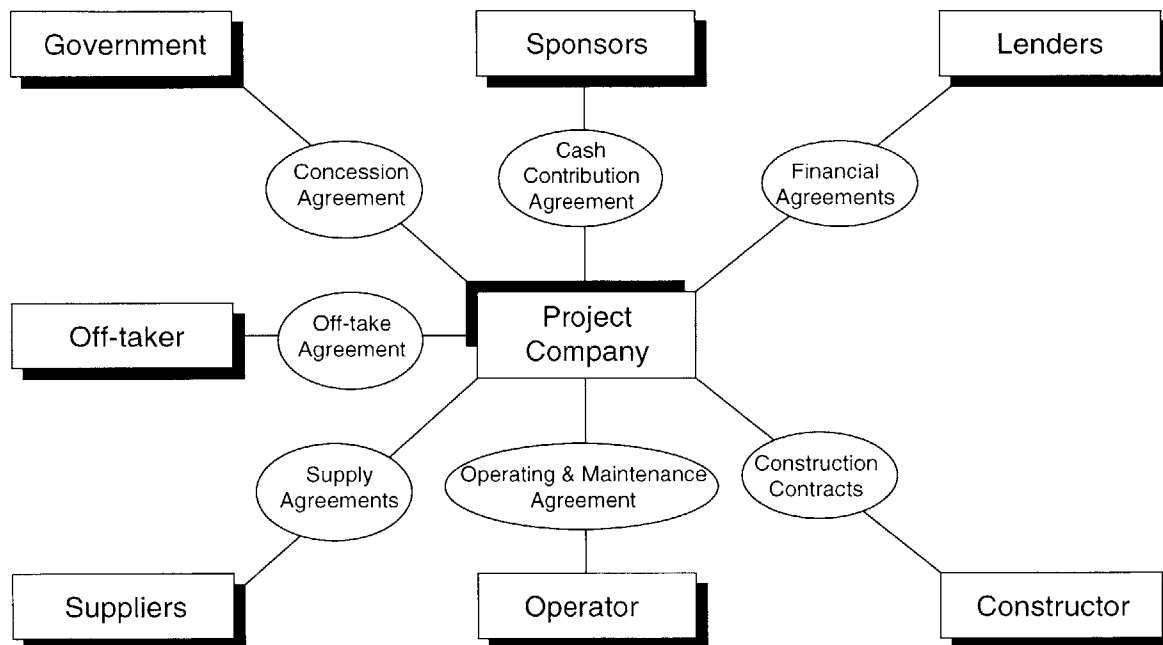 Government
Sponsors
Lenders
Concession
Agreement
Cash
Contribution
Agreement
Financial
Agreements
Off-taker
Off-take
Agreement
Project
Company
Supply
Agreements
Operating & Maintenance
Agreement
Construction
Contracts
Suppliers
Operator
Constructor